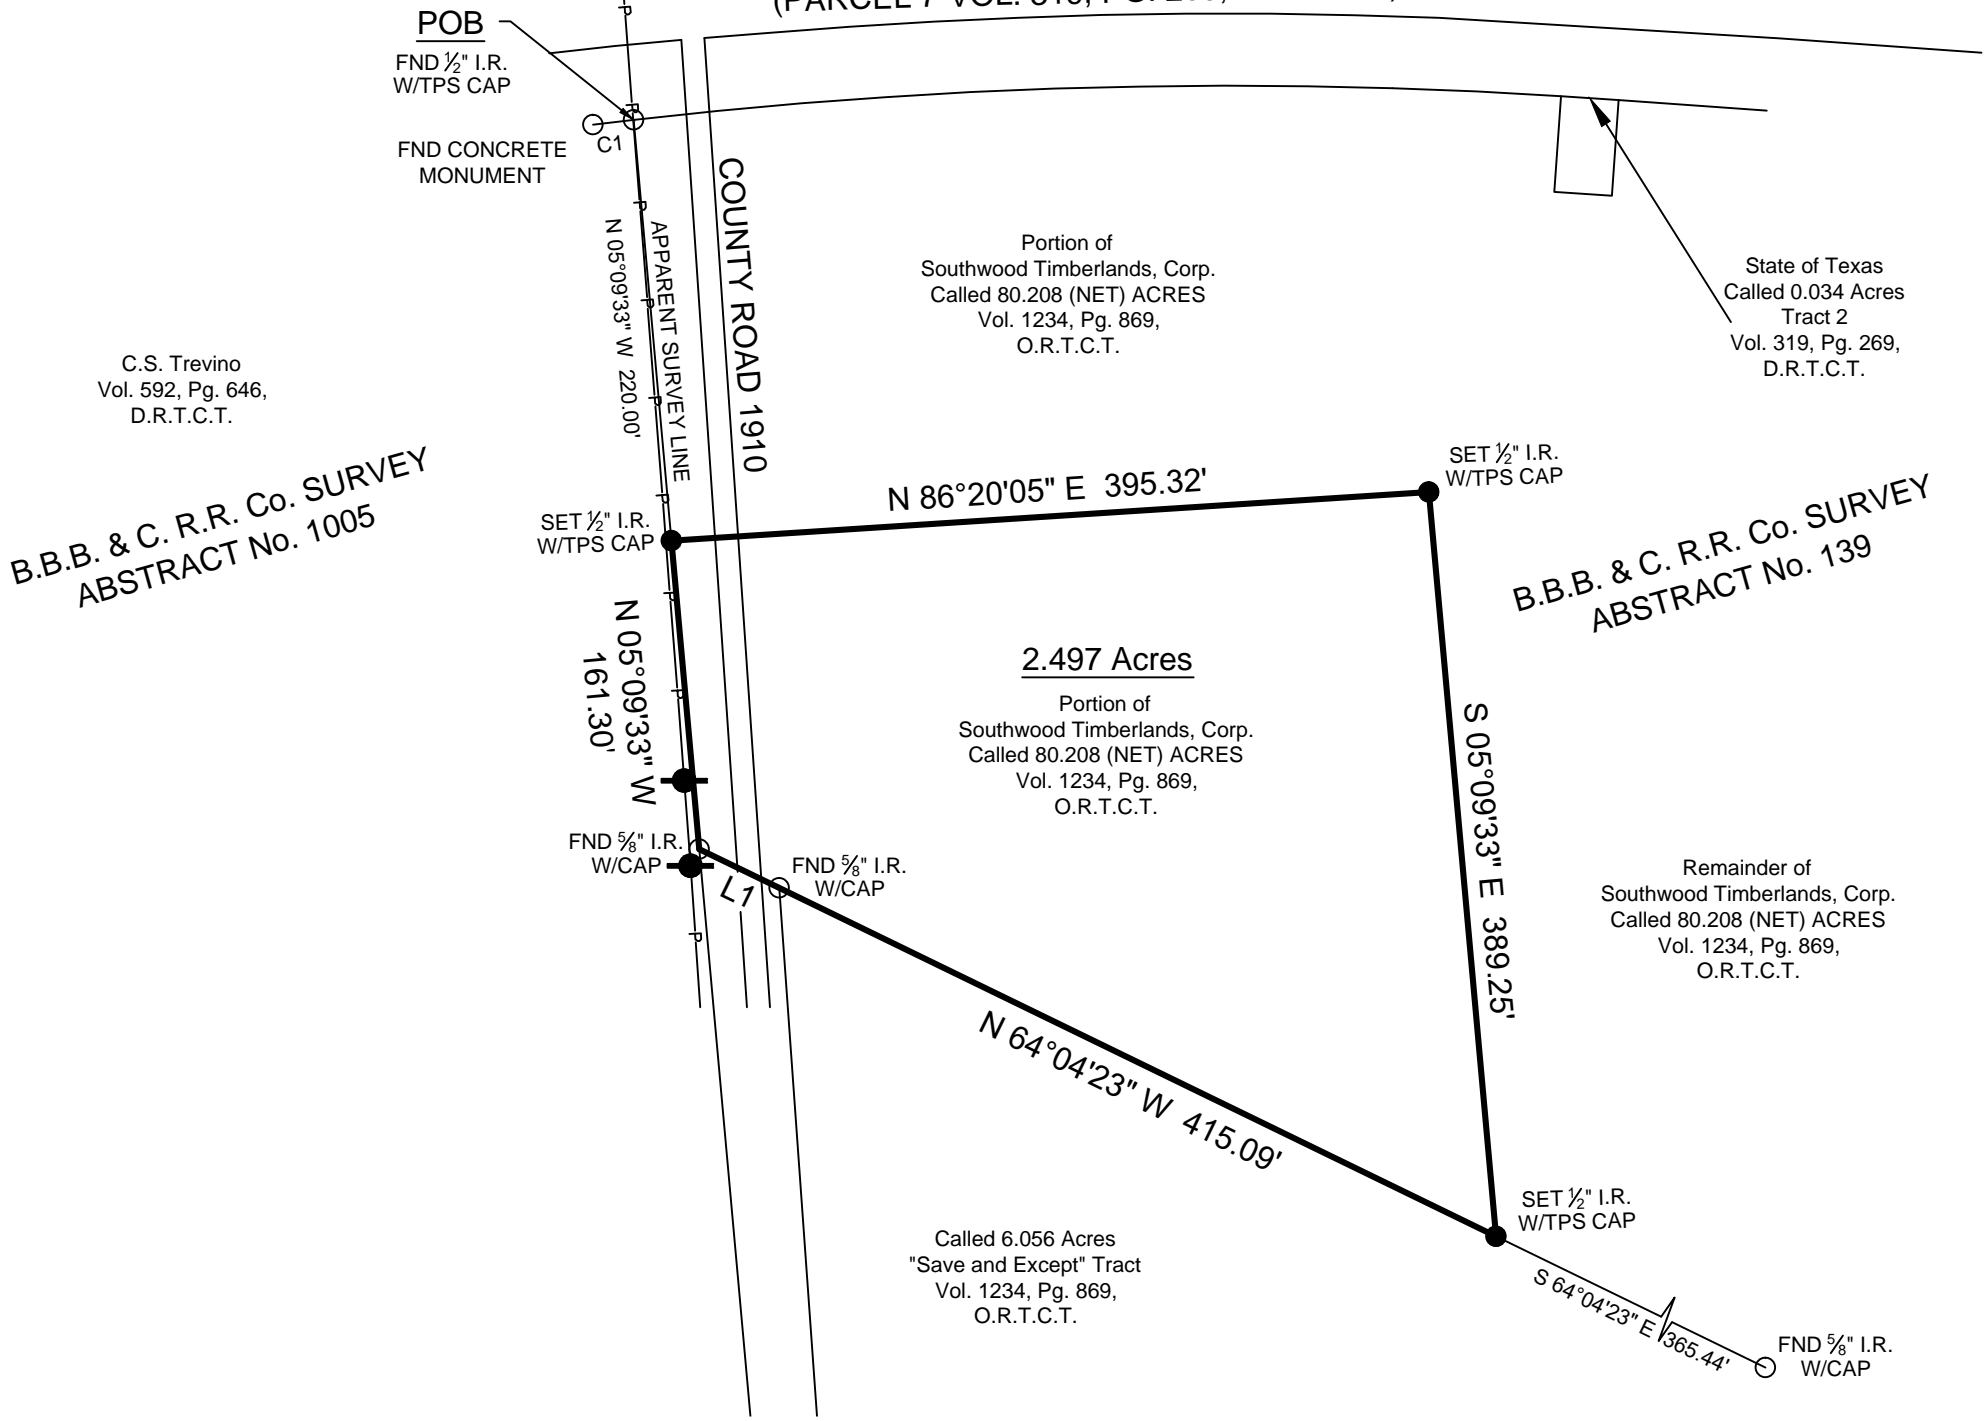 POB
FND ½" I.R.
W/TPS CAP
FND CONCRETE
MONUMENT
C1
N 05°09'33" W 220.00'
APPARENT SURVEY LINE
COUNTY ROAD 1910
Portion of
Southwood Timberlands, Corp.
Called 80.208 (NET) ACRES
Vol. 1234, Pg. 869,
O.R.T.C.T.
State of Texas
Called 0.034 Acres
Tract 2
Vol. 319, Pg. 269,
D.R.T.C.T.
C.S. Trevino
Vol. 592, Pg. 646,
D.R.T.C.T.
B.B.B. & C. R.R. Co. SURVEY
ABSTRACT No. 1005
SET ½" I.R.
W/TPS CAP
N 86°20'05" E 395.32'
SET ½" I.R.
W/TPS CAP
B.B.B. & C. R.R. Co. SURVEY
ABSTRACT No. 139
N 05°09'33" W
161.30'
2.497 Acres
Portion of
Southwood Timberlands, Corp.
Called 80.208 (NET) ACRES
Vol. 1234, Pg. 869,
O.R.T.C.T.
S 05°09'33" E 389.25'
FND ⅝" I.R.
W/CAP
L1
FND ⅝" I.R.
W/CAP
Remainder of
Southwood Timberlands, Corp.
Called 80.208 (NET) ACRES
Vol. 1234, Pg. 869,
O.R.T.C.T.
N 64°04'23" W 415.09'
SET ½" I.R.
W/TPS CAP
Called 6.056 Acres
"Save and Except" Tract
Vol. 1234, Pg. 869,
O.R.T.C.T.
S 64°04'23" E 365.44'
FND ⅝" I.R.
W/CAP